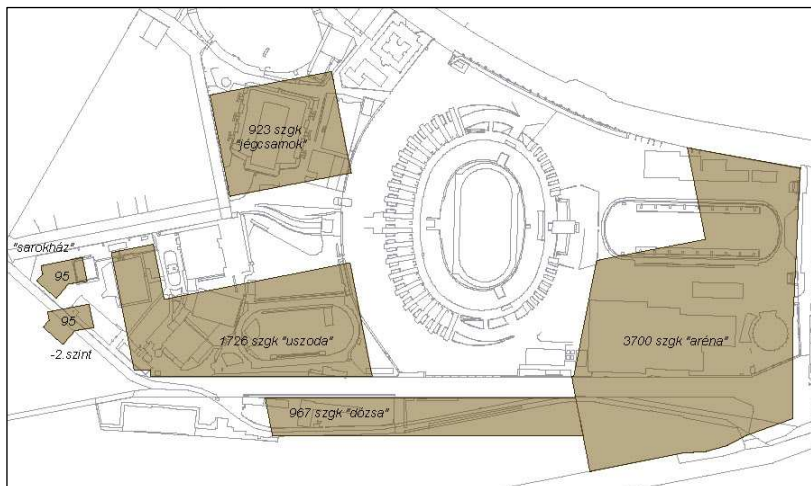 923 szgk
"jégcsarnok"
"sarokház"
95
95
-2.szint
1726 szgk "uszoda"
3700 szgk "aréna"
967 szgk "dózsa"